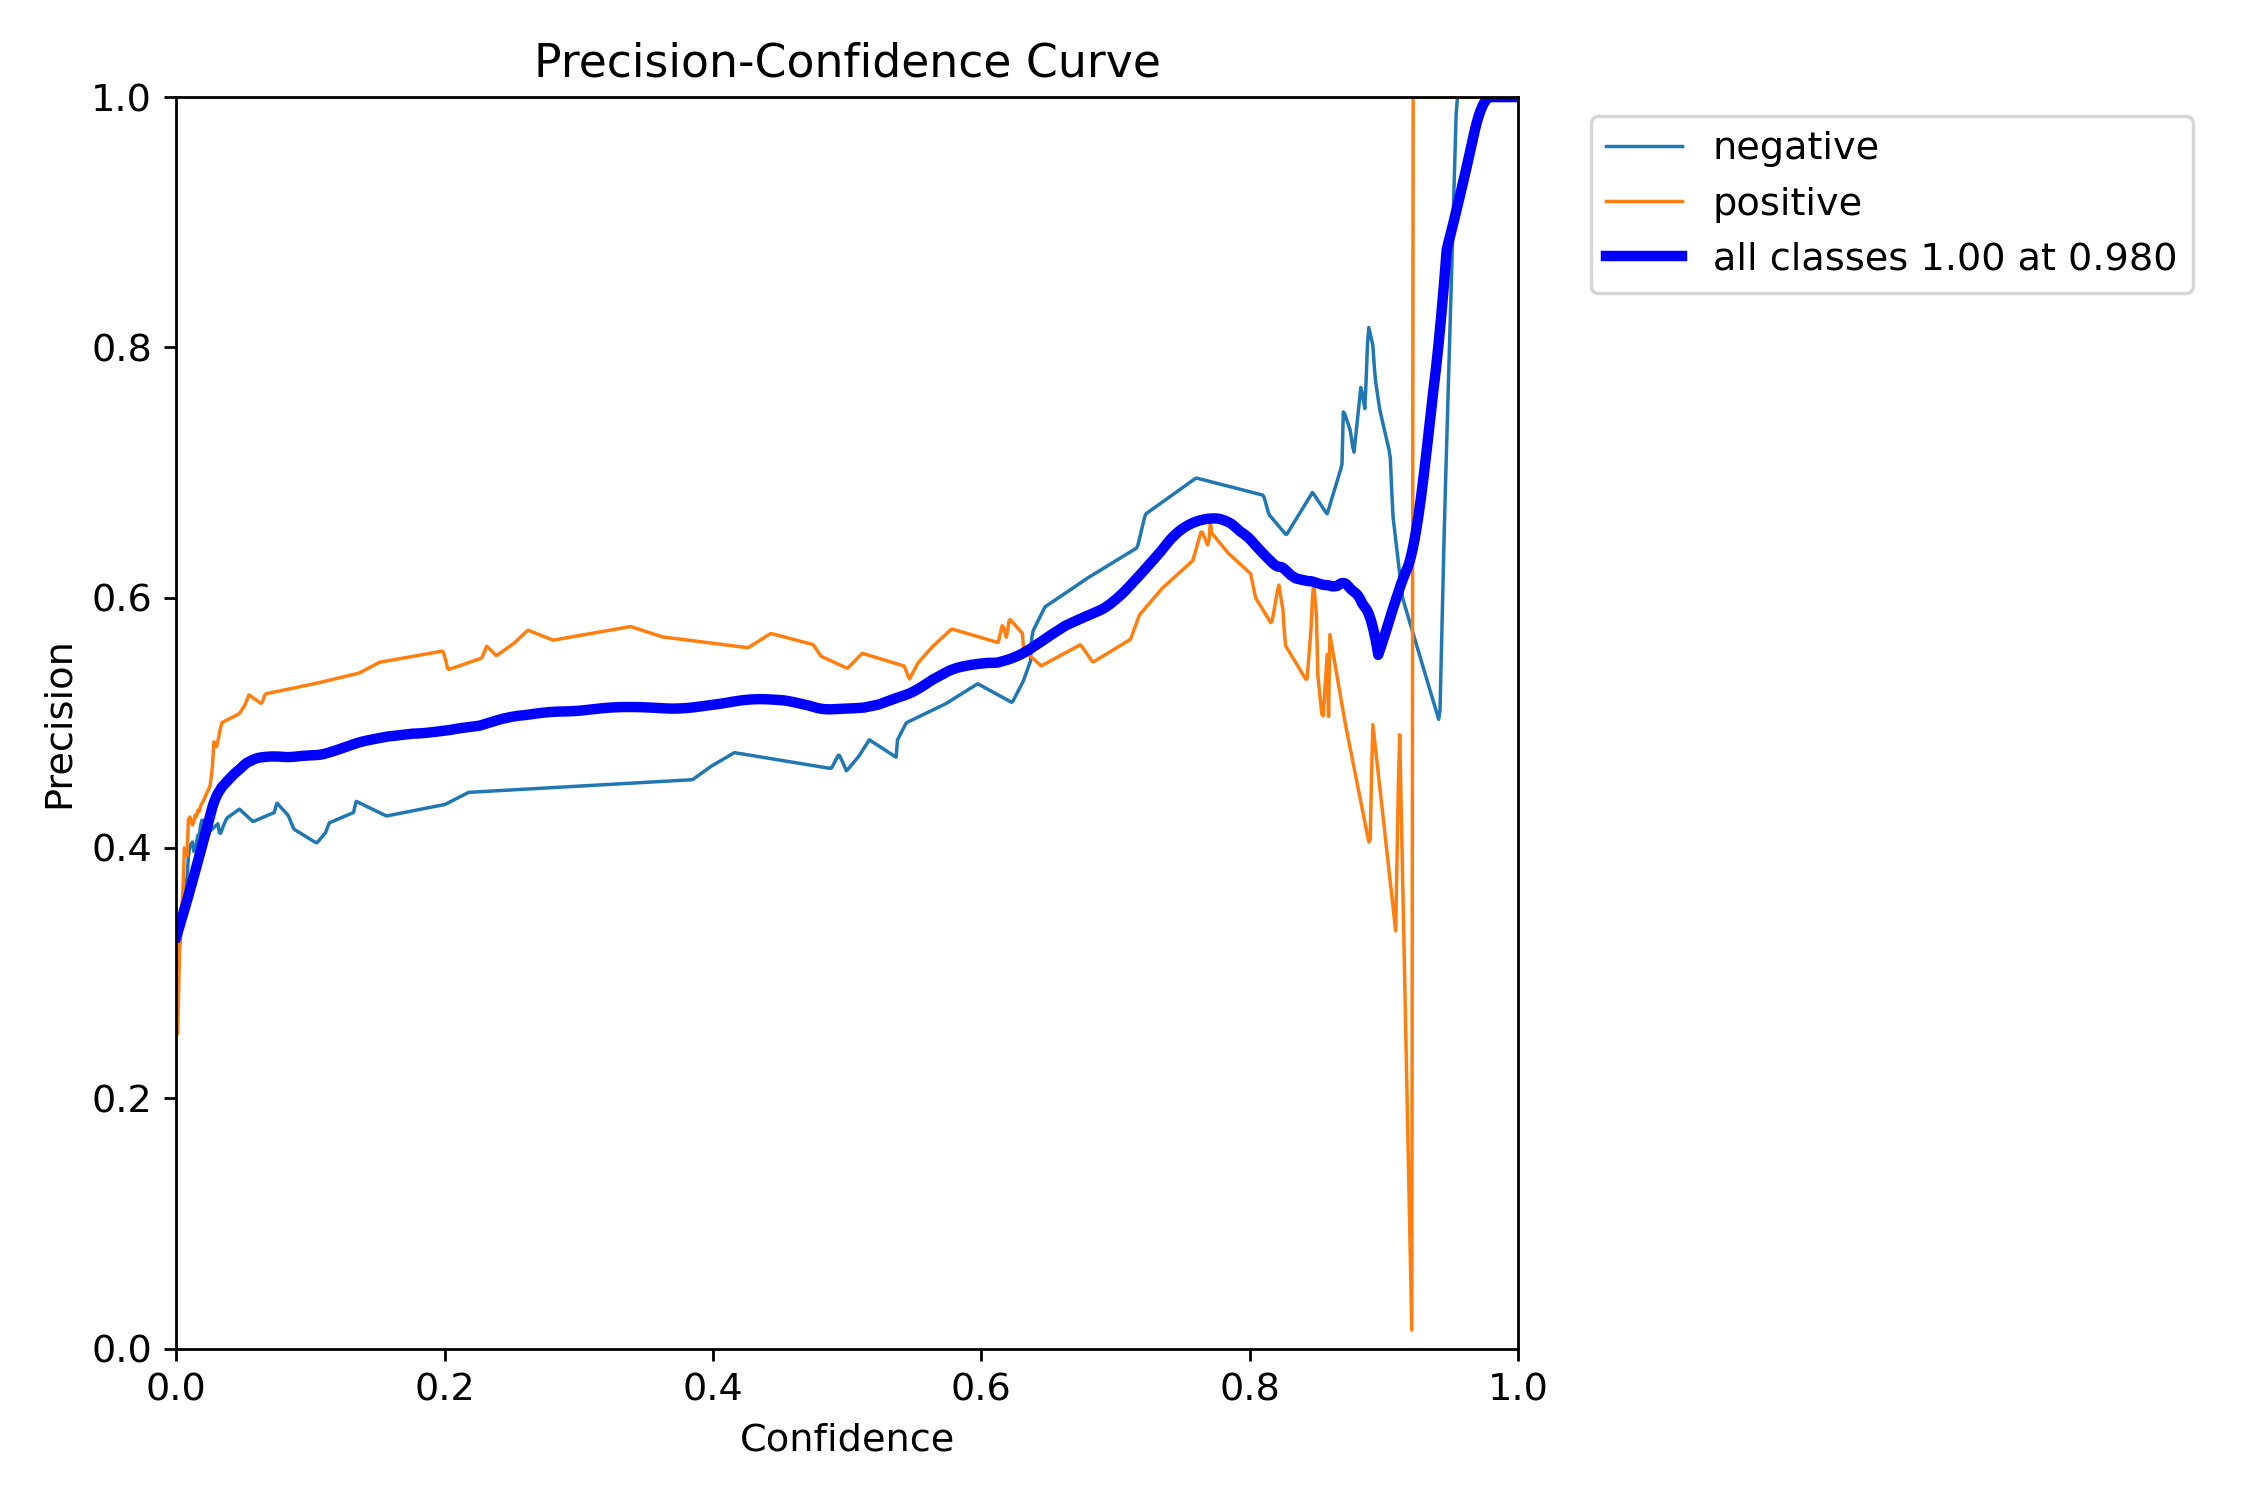 Precision-Confidence Curve
1.0
0.8
0.6
0.4
0.2
0.0
Precision
0.0 0.2 0.4 0.6 0.8 1.0
Confidence
negative
positive
all classes 1.00 at 0.980